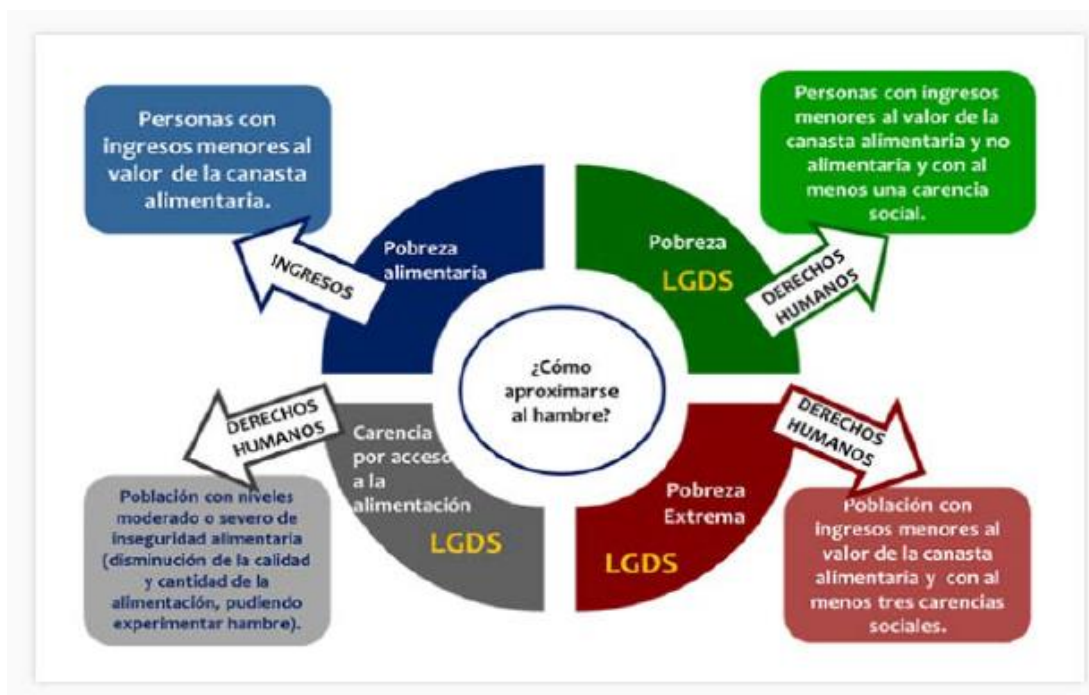 Personas con
ingresos menores al
valor de la canasta
alimentaria.
INGRESOS
Pobreza
alimentaria
Personas con ingresos
menores al valor de la
canasta alimentaria y no
alimentaria y con al
menos una carencia
social.
DERECHOS
HUMANOS
Pobreza
LGDS
¿Cómo
aproximarse
al hambre?
DERECHOS
HUMANOS
Carencia
por acceso
a la
alimentación
LGDS
Población con niveles
moderado o severo de
inseguridad alimentaria
(disminución de la calidad
y cantidad de la
alimentación, pudiendo
experimentar hambre).
DERECHOS
HUMANOS
Pobreza
Extrema
LGDS
Población con
ingresos menores al
valor de la canasta
alimentaria y con al
menos tres carencias
sociales.